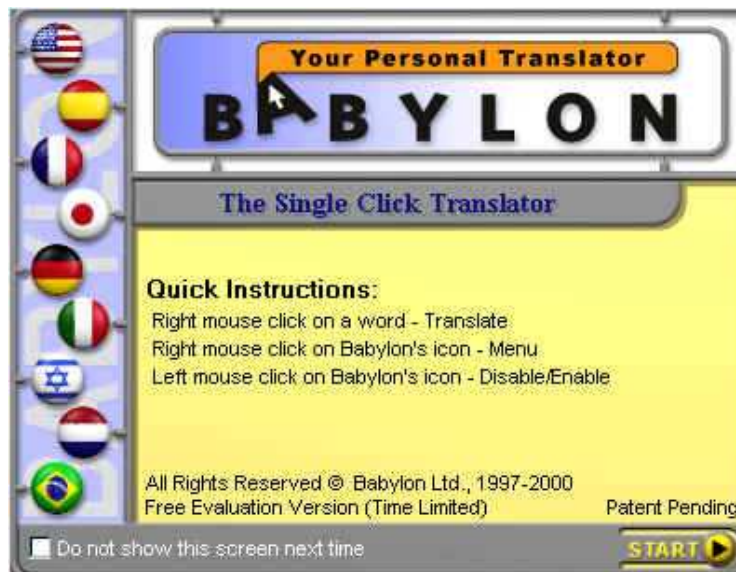 Your Personal Translator
BABYLON
The Single Click Translator
Quick Instructions:
Right mouse click on a word - Translate
Right mouse click on Babylon's icon - Menu
Left mouse click on Babylon's icon - Disable/Enable
All Rights Reserved © Babylon Ltd., 1997-2000
Free Evaluation Version (Time Limited) Patent Pending
Do not show this screen next time
START
BABYLON